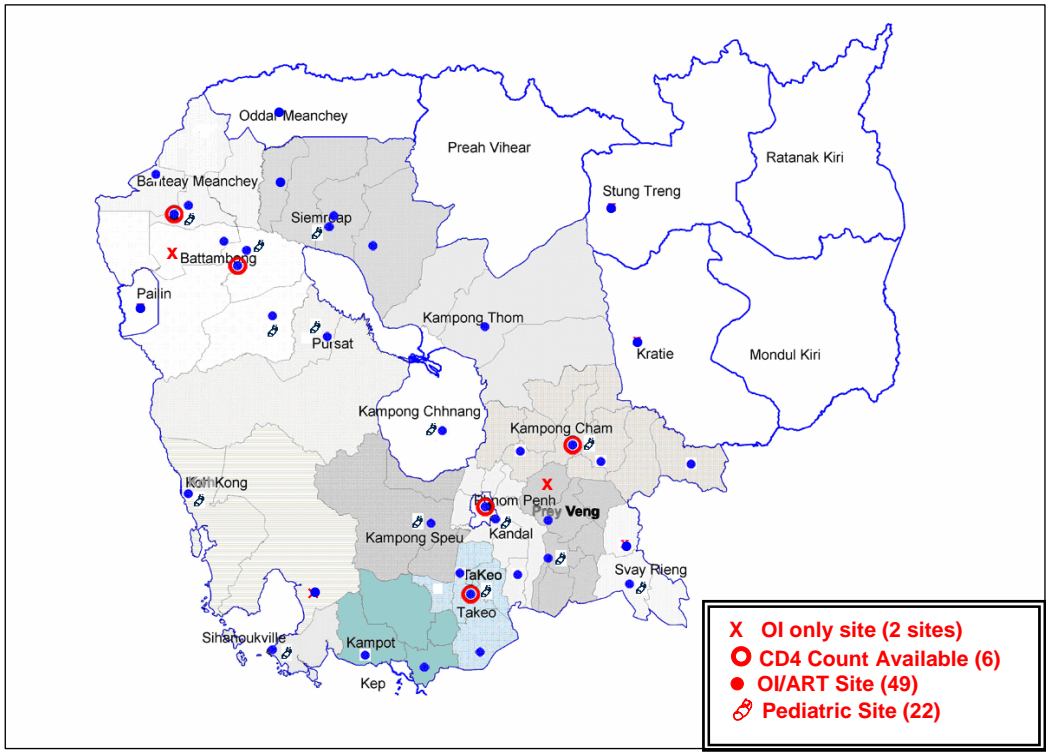 Oddar Meanchey
Preah Vihear
Ratanak Kiri
Stung Treng
Banteay Meanchey
Siemreap
X
Battambang
Pailin
Kampong Thom
Pursat
Kratie
Mondul Kiri
Kampong Chhnang
Kampong Cham
Koh Kong
X
Phnom Penh
Prey Veng
Kandal
Kampong Speu
TaKeo
Svay Rieng
Takeo
Sihanoukville
Kampot
Kep
X OI only site (2 sites)
CD4 Count Available (6)
OI/ART Site (49)
Pediatric Site (22)